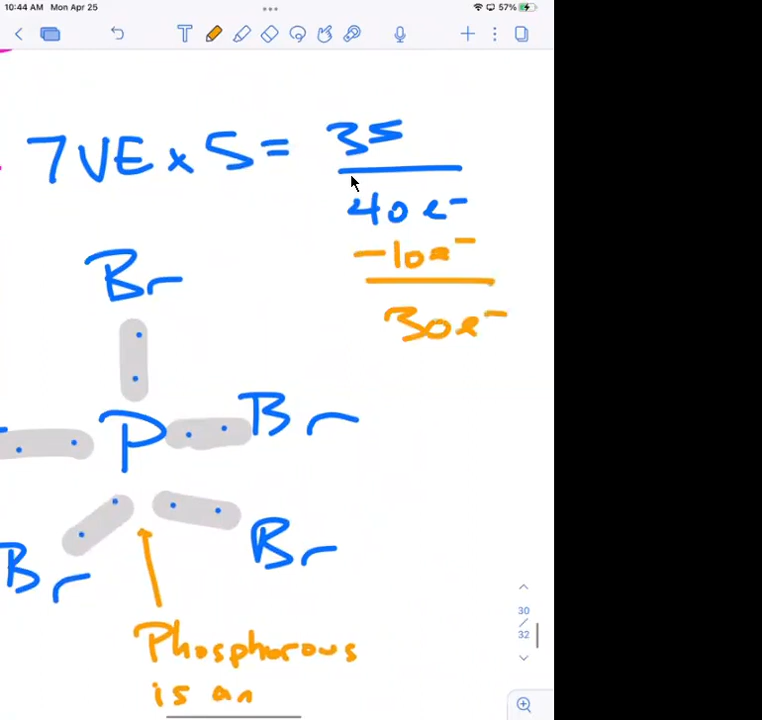 10:44 AM Mon Apr 25
57%
7VE x 5 = 35
40 e-
-10e-
30e-
Br
P
Br
Br
Br
Phosphorous
is an
30
/
32